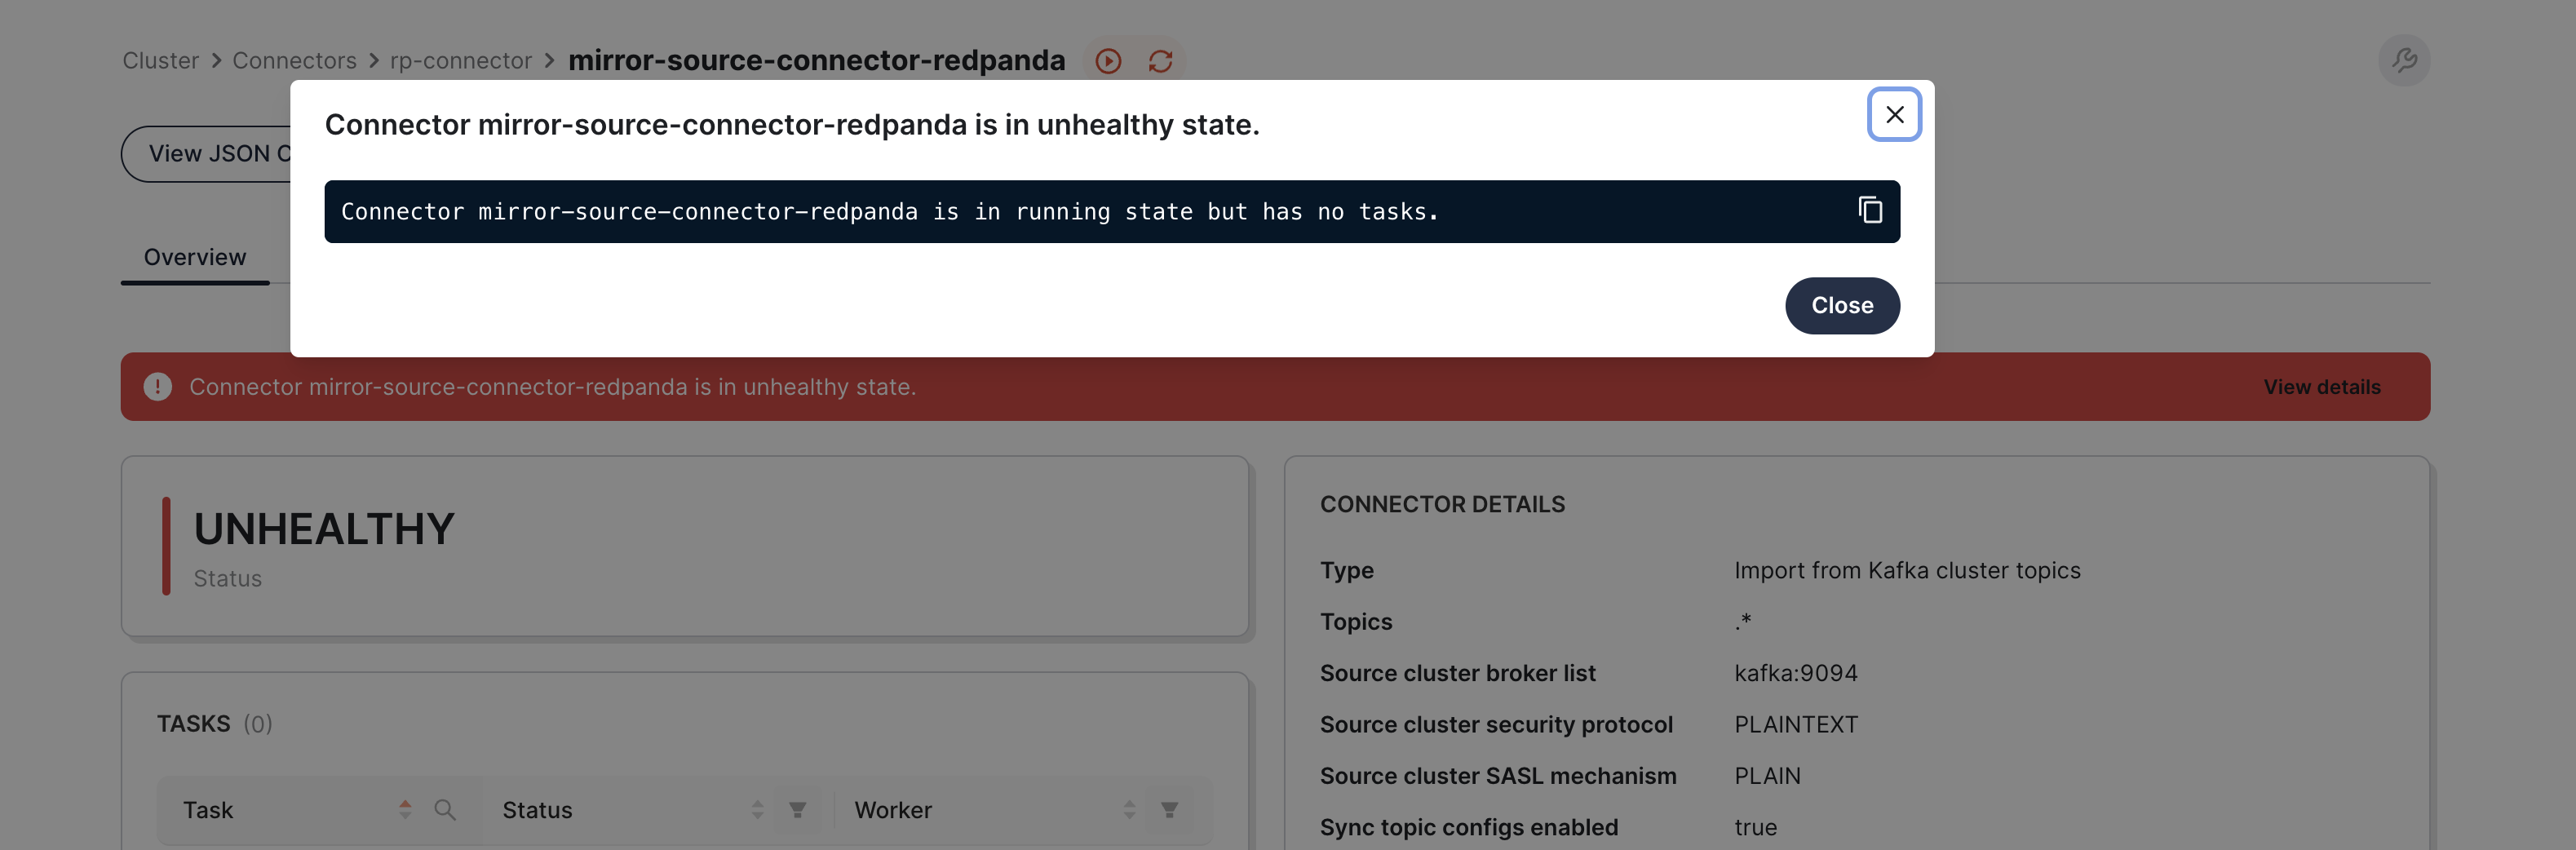 Cluster > Connectors > rp-connector > mirror-source-connector-redpanda
Connector mirror-source-connector-redpanda is in unhealthy state.
View JSON C
Connector mirror-source-connector-redpanda is in running state but has no tasks.
Overview
Close
Connector mirror-source-connector-redpanda is in unhealthy state.
View details
UNHEALTHY
Status
CONNECTOR DETAILS
Type Import from Kafka cluster topics
Topics .*
Source cluster broker list kafka:9094
Source cluster security protocol PLAINTEXT
Source cluster SASL mechanism PLAIN
Sync topic configs enabled true
TASKS (0)
Task Status Worker